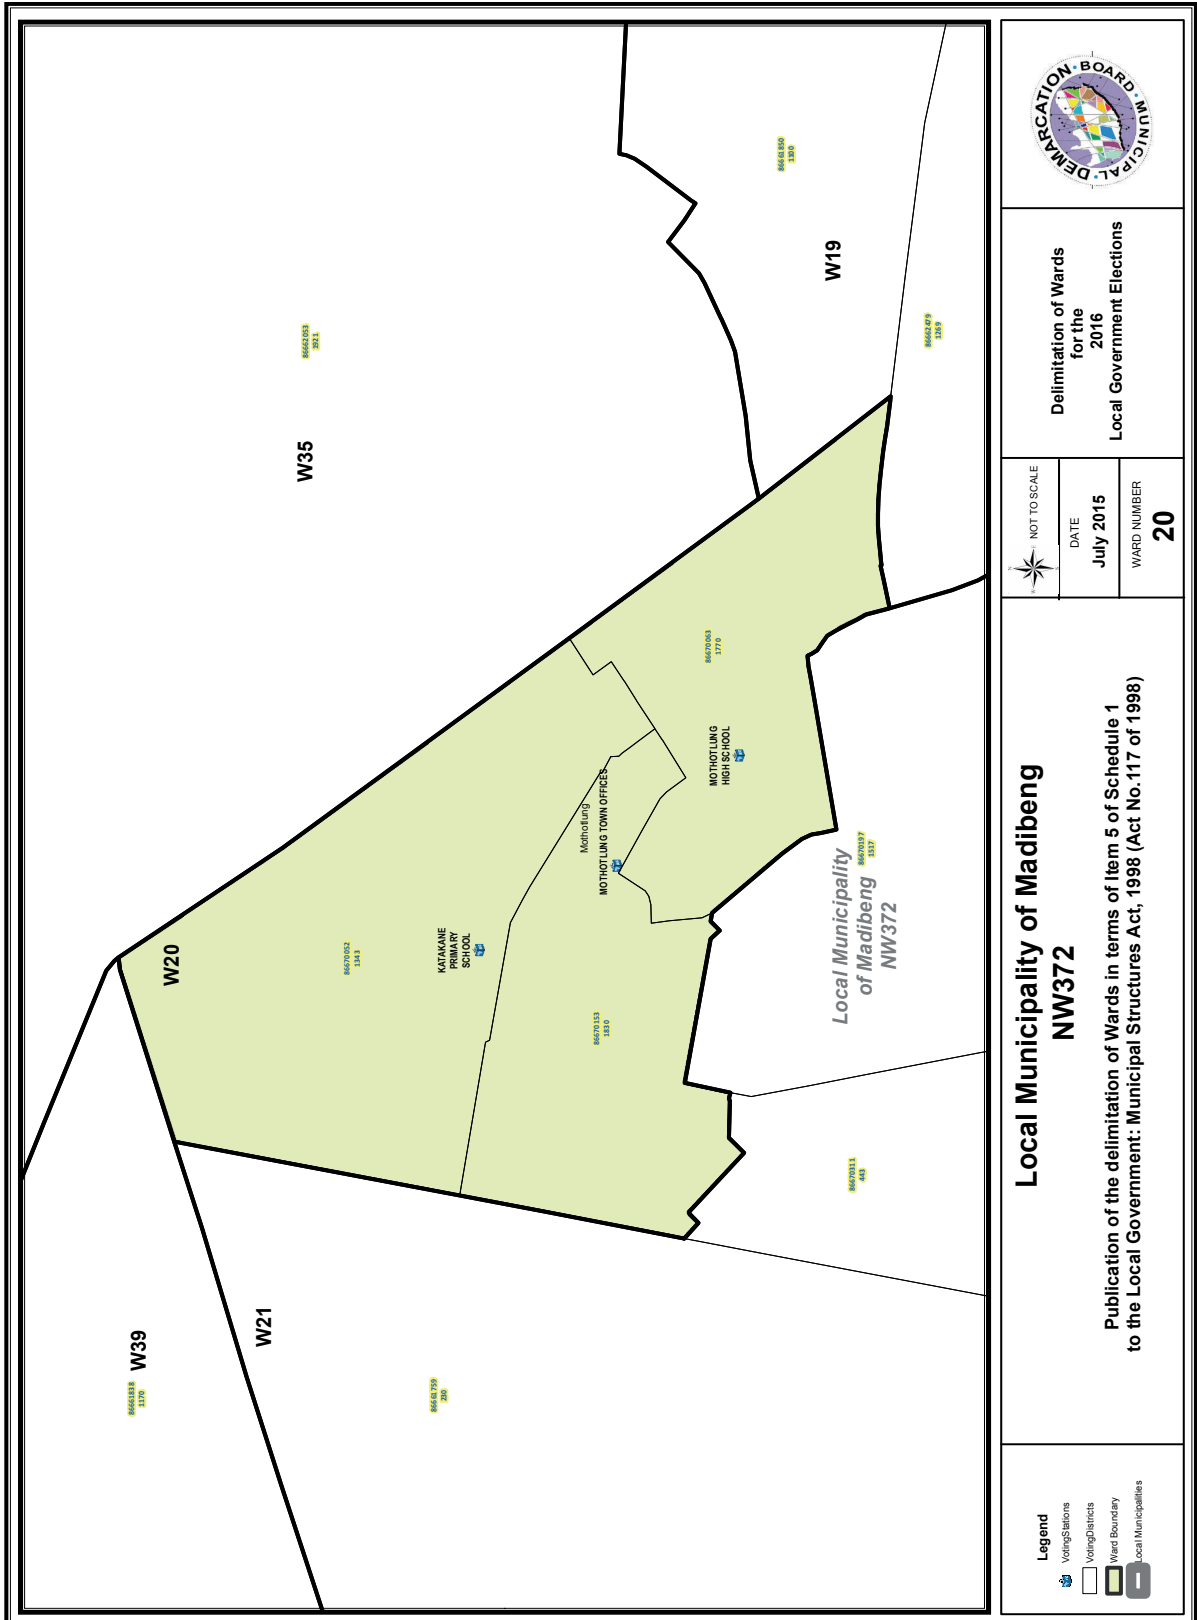 86662053
1921
W35
86661850
1100
W19
86662479
1269
W20
86670052
1343
KATAKANE
PRIMARY
SCHOOL
Mothotlung
MOTHOTLUNG TOWN OFFICES
86670063
1770
MOTHOTLUNG
HIGH SCHOOL
86670153
1830
Local Municipality
of Madibeng
NW372
86670197
1517
86670311
443
W39
86661838
1170
W21
86661759
230
Legend
VotingStations
VotingDistricts
Ward Boundary
Local Municipalities
Local Municipality of Madibeng
NW372
Publication of the delimitation of Wards in terms of Item 5 of Schedule 1
to the Local Government: Municipal Structures Act, 1998 (Act No.117 of 1998)
NOT TO SCALE
DATE
July 2015
WARD NUMBER
20
Delimitation of Wards
for the
2016
Local Government Elections
MUNICIPAL DEMARCATION BOARD